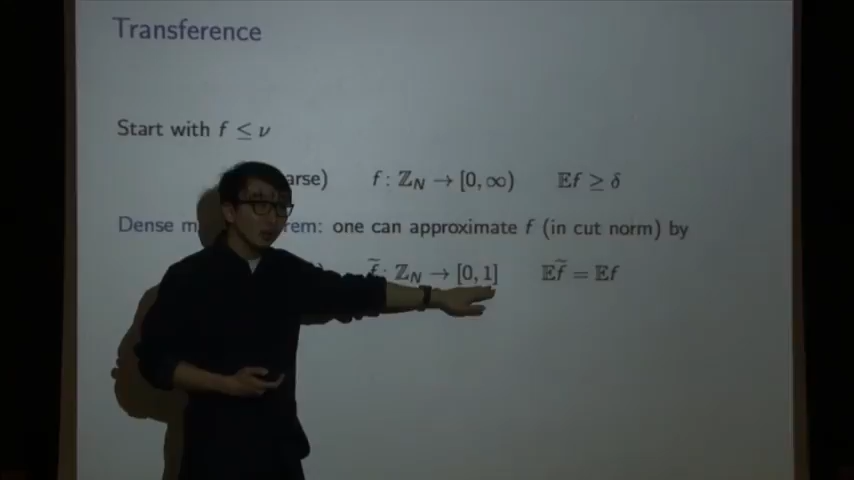 Transference
Start with f ≤ ν
arse) f : ℤ_N → [0, ∞) 𝔼f ≥ δ
Dense m rem: one can approximate f (in cut norm) by
) f̃ : ℤ_N → [0, 1] 𝔼f̃ = 𝔼f